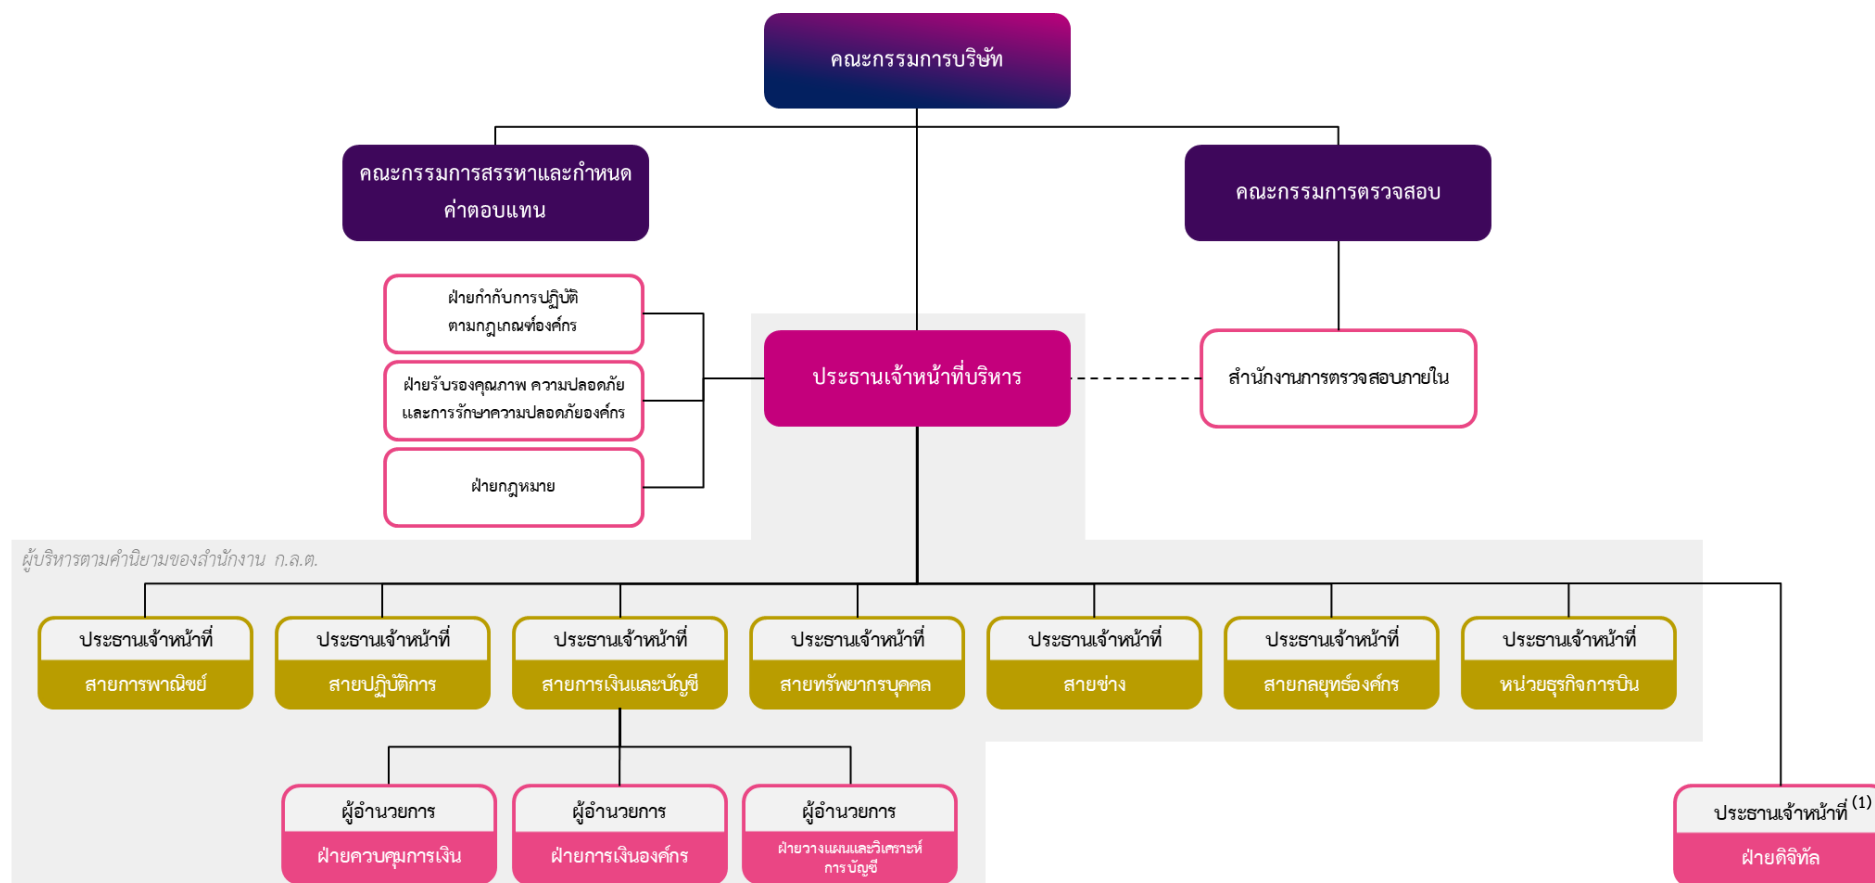 คณะกรรมการบริษัท
คณะกรรมการสรรหาและกำหนด
ค่าตอบแทน
คณะกรรมการตรวจสอบ
ฝ่ายกำกับการปฏิบัติ
ตามกฎเกณฑ์องค์กร
ฝ่ายรับรองคุณภาพ ความปลอดภัย
และการรักษาความปลอดภัยองค์กร
ฝ่ายกฎหมาย
ประธานเจ้าหน้าที่บริหาร
สำนักงานการตรวจสอบภายใน
ผู้บริหารตามคำนิยามของสำนักงาน ก.ล.ต.
ประธานเจ้าหน้าที่
สายการพาณิชย์
ประธานเจ้าหน้าที่
สายปฏิบัติการ
ประธานเจ้าหน้าที่
สายการเงินและบัญชี
ประธานเจ้าหน้าที่
สายทรัพยากรบุคคล
ประธานเจ้าหน้าที่
สายช่าง
ประธานเจ้าหน้าที่
สายกลยุทธ์องค์กร
ประธานเจ้าหน้าที่
หน่วยธุรกิจการบิน
ผู้อำนวยการ
ฝ่ายควบคุมการเงิน
ผู้อำนวยการ
ฝ่ายการเงินองค์กร
ผู้อำนวยการ
ฝ่ายวางแผนและวิเคราะห์
การบัญชี
ประธานเจ้าหน้าที่ (1)
ฝ่ายดิจิทัล